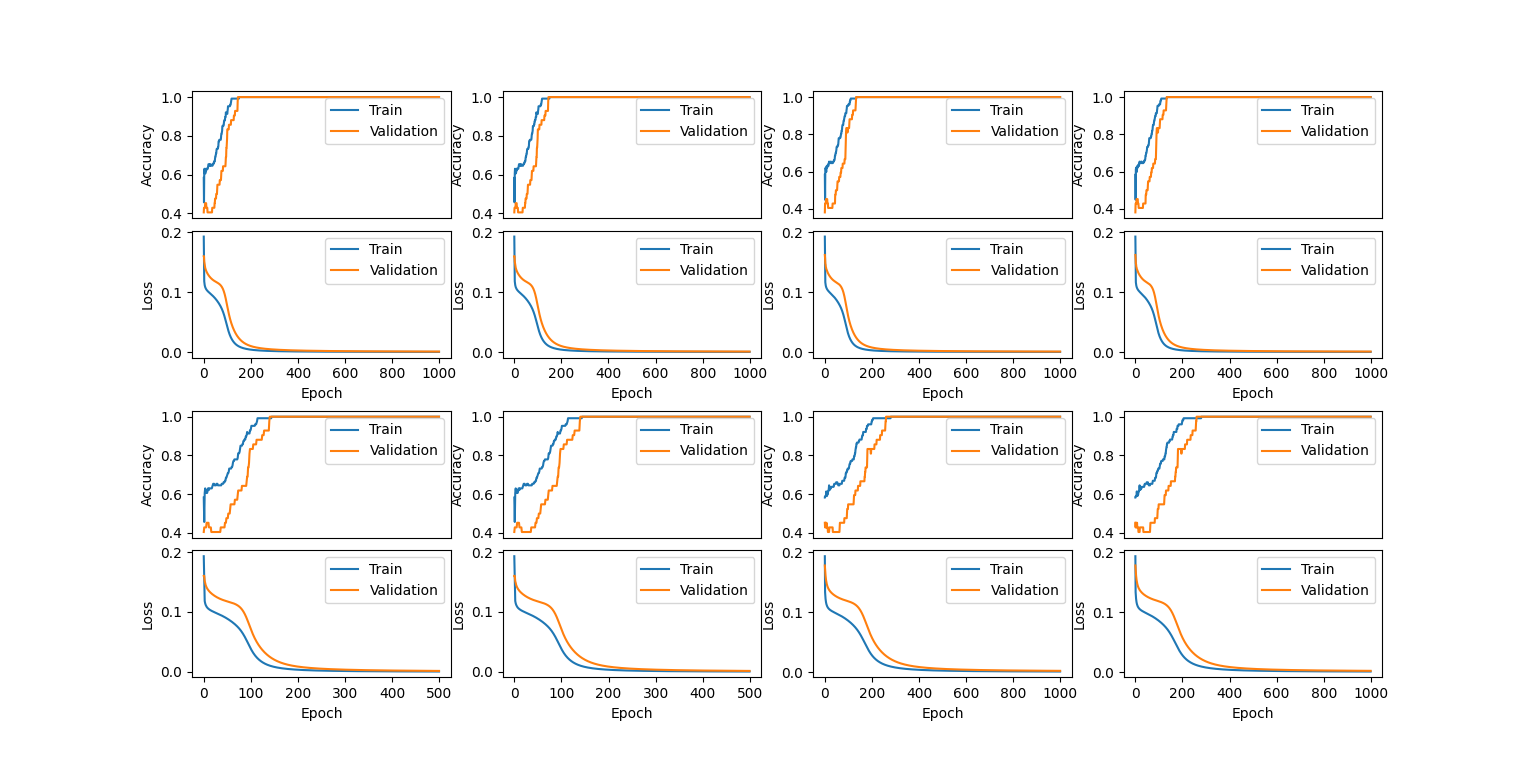 1.0 0.8 0.6 0.4 Accuracy Train Validation
1.0 0.8 0.6 0.4 Accuracy Train Validation
1.0 0.8 0.6 0.4 Accuracy Train Validation
1.0 0.8 0.6 0.4 Accuracy Train Validation
0.2 0.1 0.0 Loss Train Validation
0.2 0.1 0.0 Loss Train Validation
0.2 0.1 0.0 Loss Train Validation
0.2 0.1 0.0 Loss Train Validation
0 200 400 600 800 1000 0 200 400 600 800 1000 0 200 400 600 800 1000 0 200 400 600 800 1000
Epoch Epoch Epoch Epoch
1.0 0.8 0.6 0.4 Accuracy Train Validation
1.0 0.8 0.6 0.4 Accuracy Train Validation
1.0 0.8 0.6 0.4 Accuracy Train Validation
1.0 0.8 0.6 0.4 Accuracy Train Validation
0.2 0.1 0.0 Loss Train Validation
0.2 0.1 0.0 Loss Train Validation
0.2 0.1 0.0 Loss Train Validation
0.2 0.1 0.0 Loss Train Validation
0 100 200 300 400 500 0 100 200 300 400 500 0 200 400 600 800 1000 0 200 400 600 800 1000
Epoch Epoch Epoch Epoch